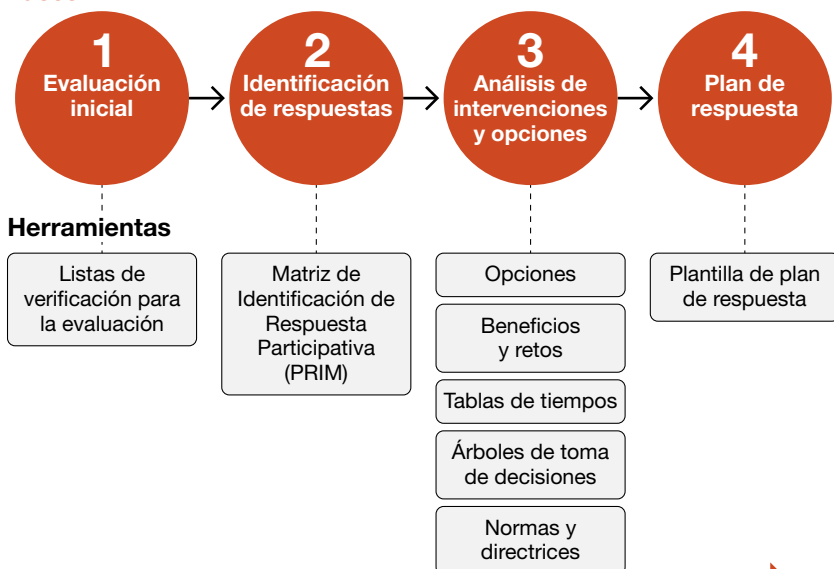 1
Evaluación
inicial
2
Identificación
de respuestas
3
Análisis de
intervenciones
y opciones
4
Plan de
respuesta
Herramientas
Listas de
verificación para
la evaluación
Matriz de
Identificación de
Respuesta
Participativa
(PRIM)
Opciones
Beneficios
y retos
Tablas de tiempos
Árboles de toma
de decisiones
Normas y
directrices
Plantilla de plan
de respuesta